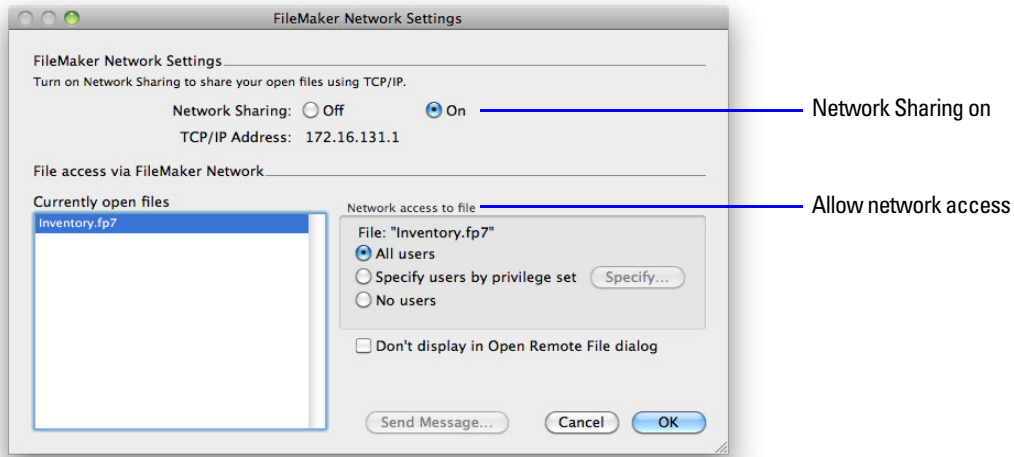 FileMaker Network Settings
FileMaker Network Settings
Turn on Network Sharing to share your open files using TCP/IP.
Network Sharing: Off On
Network Sharing on
TCP/IP Address: 172.16.131.1
File access via FileMaker Network
Currently open files
Network access to file
Allow network access
Inventory.fp7
File: "Inventory.fp7"
All users
Specify users by privilege set Specify...
No users
Don't display in Open Remote File dialog
Send Message... Cancel OK